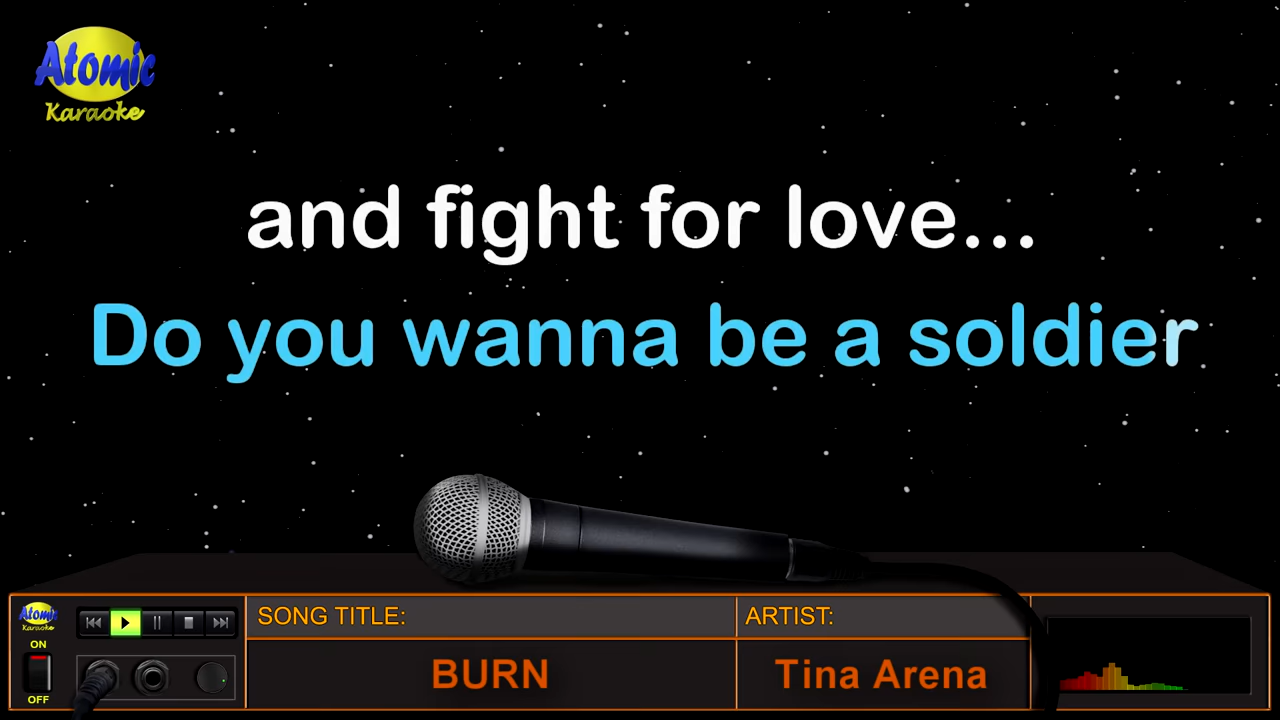 Atomic
Karaoke
and fight for love...
Do you wanna be a soldier
Atomic
Karaoke
ON
OFF
SONG TITLE:
BURN
ARTIST:
Tina Arena